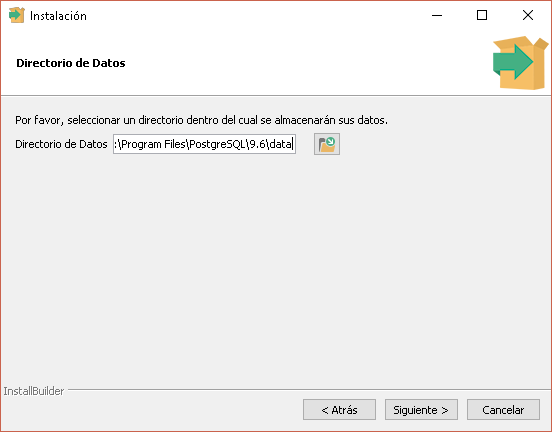 Instalación
Directorio de Datos
Por favor, seleccionar un directorio dentro del cual se almacenarán sus datos.
Directorio de Datos :\Program Files\PostgreSQL\9.6\data
InstallBuilder
< Atrás Siguiente > Cancelar